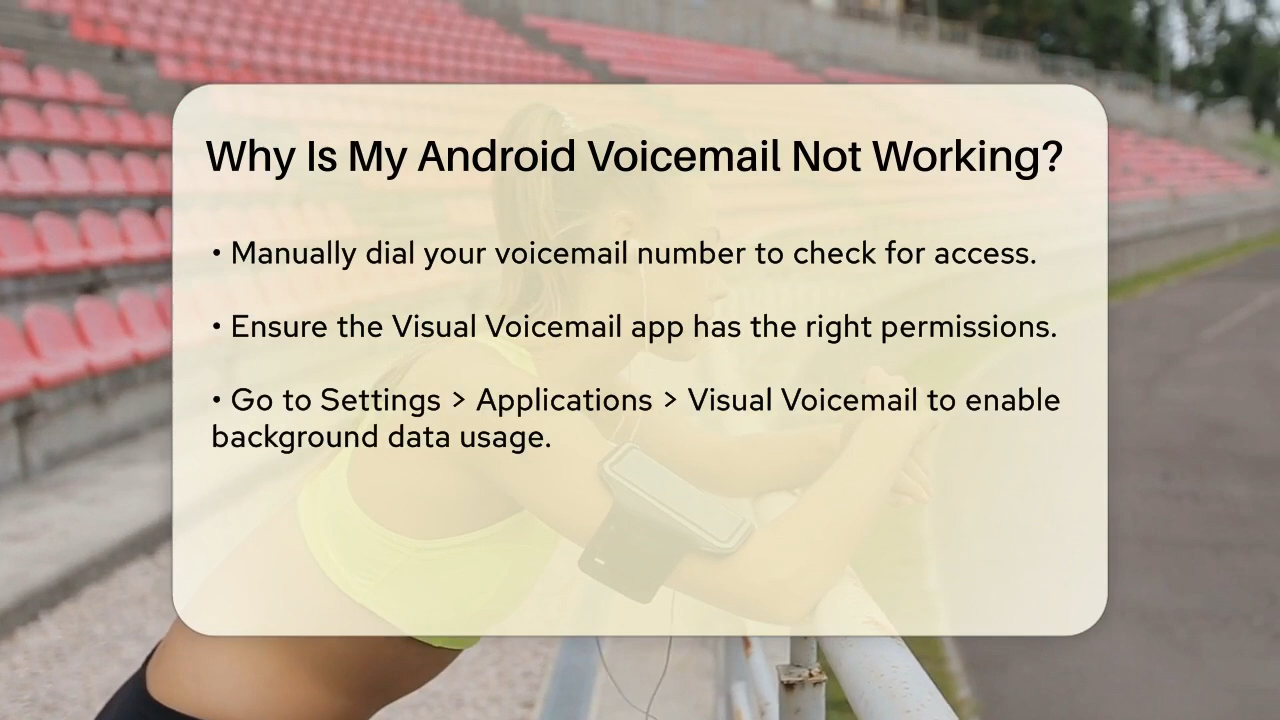 Why Is My Android Voicemail Not Working?
• Manually dial your voicemail number to check for access.
• Ensure the Visual Voicemail app has the right permissions.
• Go to Settings > Applications > Visual Voicemail to enable
background data usage.